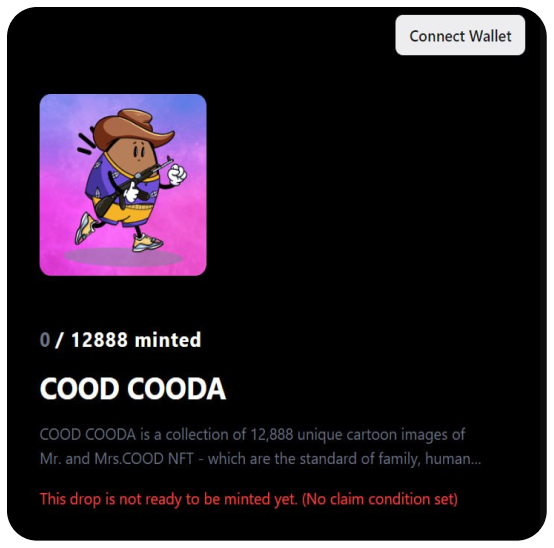 Connect Wallet
0 / 12888 minted
COOD COODA
COOD COODA is a collection of 12,888 unique cartoon images of
Mr. and Mrs.COOD NFT - which are the standard of family, human...
This drop is not ready to be minted yet. (No claim condition set)